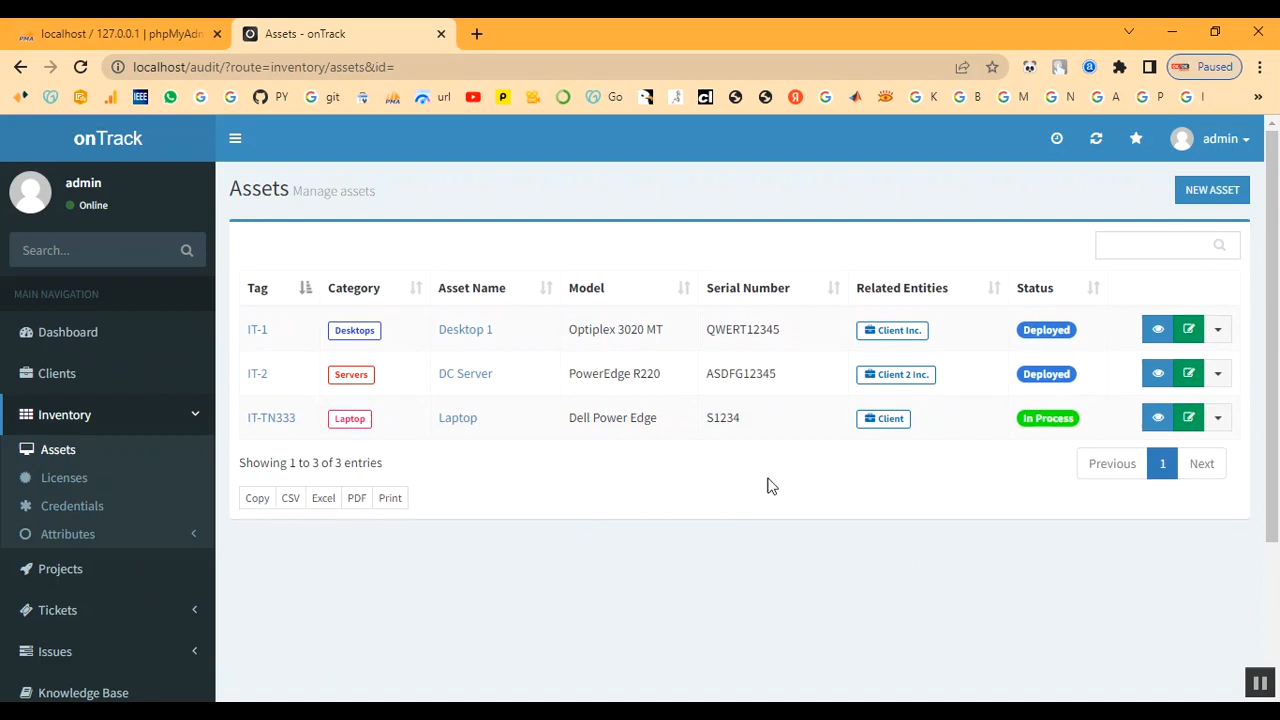 localhost / 127.0.0.1 | phpMyAdn
Assets - onTrack
localhost/audit/?route=inventory/assets&id=
Paused
IEEE PY git url Go K B M N A P I »
onTrack
admin
admin
Online
Assets Manage assets
NEW ASSET
Search...
MAIN NAVIGATION
Dashboard
Clients
Inventory
Assets
Licenses
Credentials
Attributes
Projects
Tickets
Issues
Knowledge Base
Tag Category Asset Name Model Serial Number Related Entities Status
IT-1 Desktops Desktop 1 Optiplex 3020 MT QWERT12345 Client Inc. Deployed
IT-2 Servers DC Server PowerEdge R220 ASDFG12345 Client 2 Inc. Deployed
IT-TN333 Laptop Laptop Dell Power Edge S1234 Client In Process
Showing 1 to 3 of 3 entries
Previous 1 Next
Copy CSV Excel PDF Print